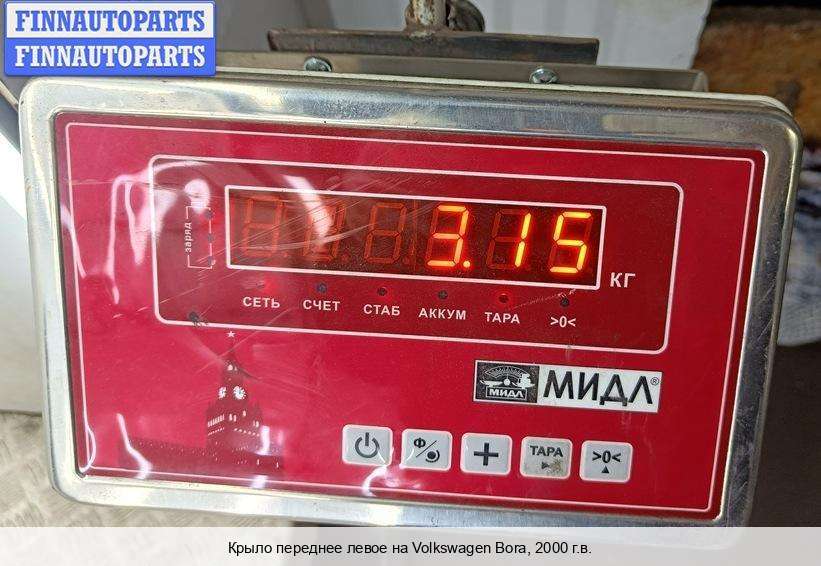 FINNAUTOPARTS
FINNAUTOPARTS
заряд
3.15
КГ
СЕТЬ СЧЕТ СТАБ АККУМ ТАРА >0<
МИДЛ МИДЛ®
Ф ТАРА >0<
Крыло переднее левое на Volkswagen Bora, 2000 г.в.